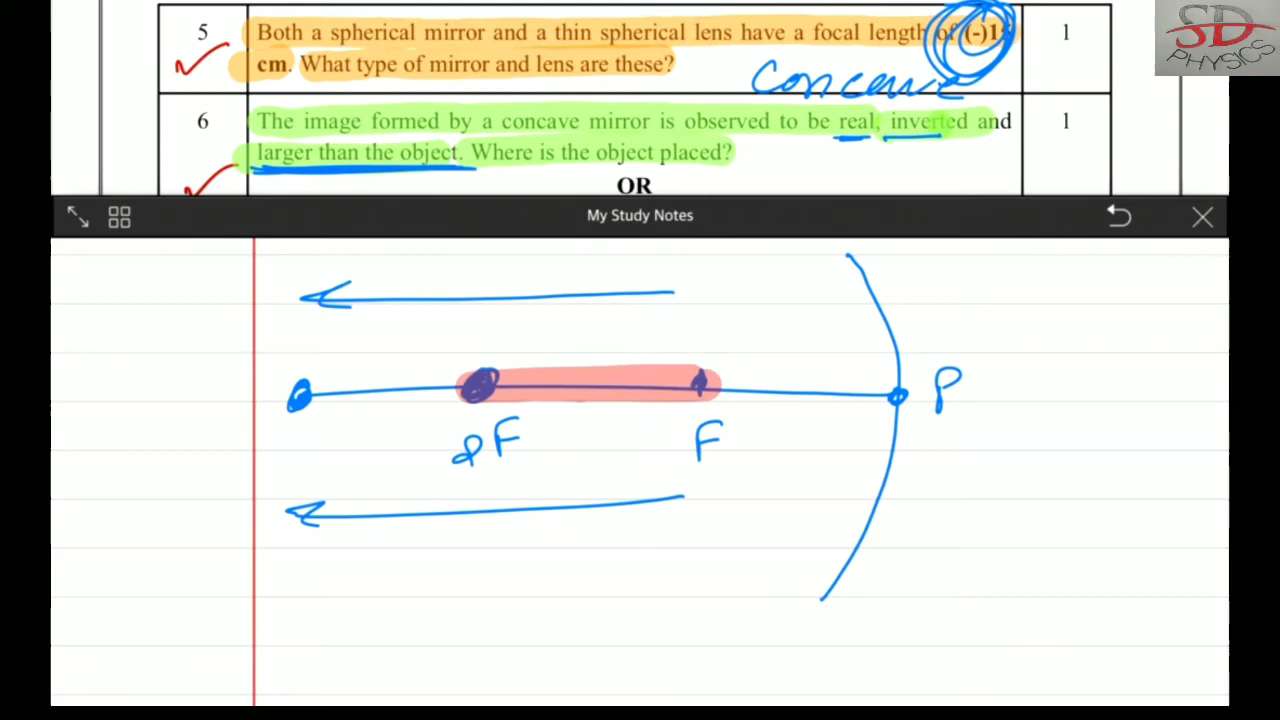 SD
PHYSICS
5 Both a spherical mirror and a thin spherical lens have a focal length of (-)15 1
cm. What type of mirror and lens are these?
Concave
6 The image formed by a concave mirror is observed to be real, inverted and 1
larger than the object. Where is the object placed?
OR
My Study Notes
P
2F
F